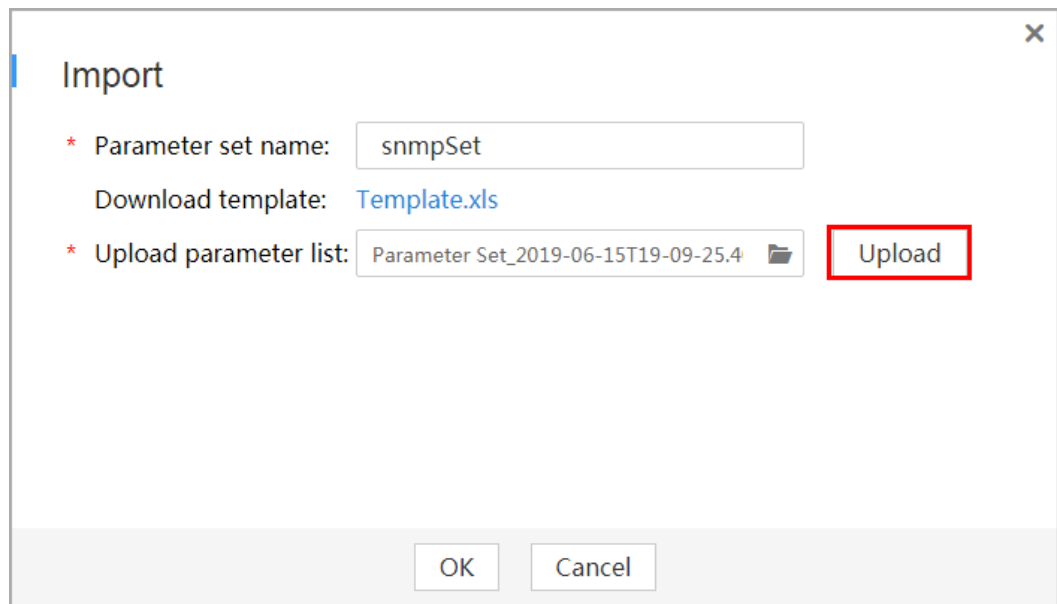 Import
* Parameter set name: snmpSet
Download template: Template.xls
* Upload parameter list: Parameter Set_2019-06-15T19-09-25.4 Upload
OK Cancel